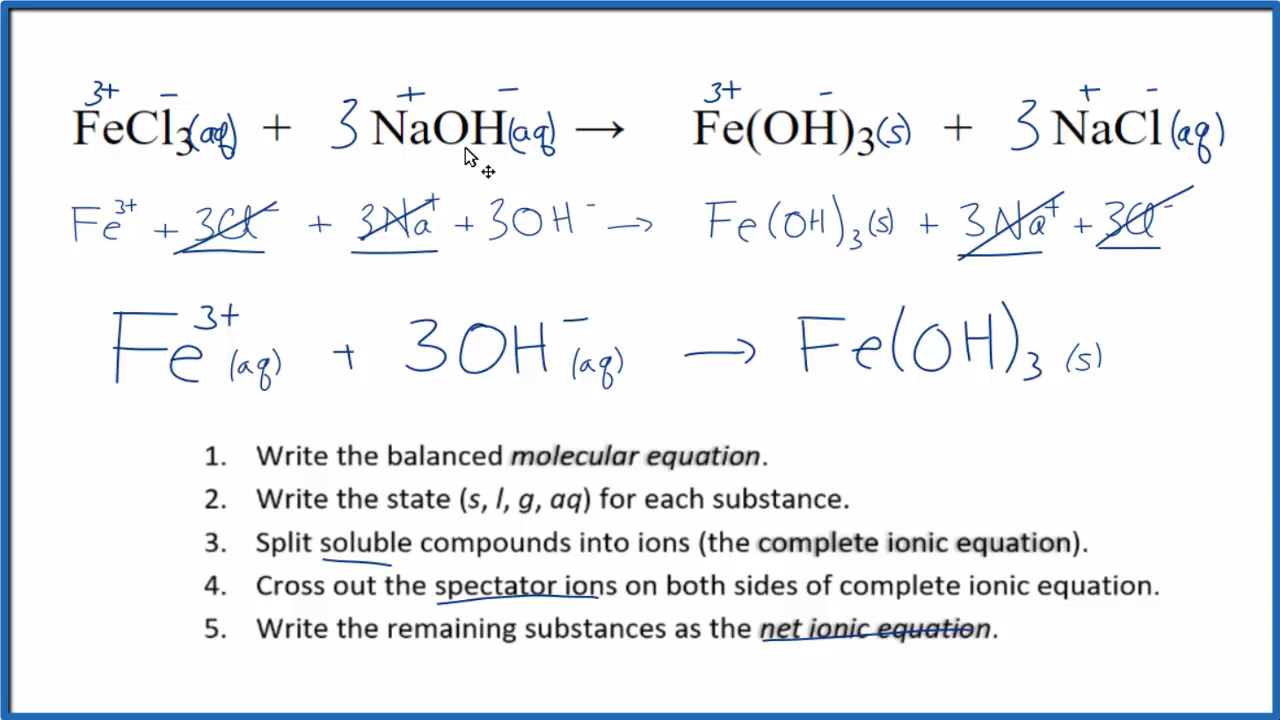 FeCl₃(aq) + 3 NaOH(aq) → Fe(OH)₃(s) + 3 NaCl(aq)
3+ − + − 3+ − + −
Fe³⁺ + 3Cl⁻ + 3Na⁺ + 3OH⁻ → Fe(OH)₃(s) + 3Na⁺ + 3Cl⁻
Fe³⁺(aq) + 3OH⁻(aq) → Fe(OH)₃(s)
1. Write the balanced molecular equation.
2. Write the state (s, l, g, aq) for each substance.
3. Split soluble compounds into ions (the complete ionic equation).
4. Cross out the spectator ions on both sides of complete ionic equation.
5. Write the remaining substances as the net ionic equation.